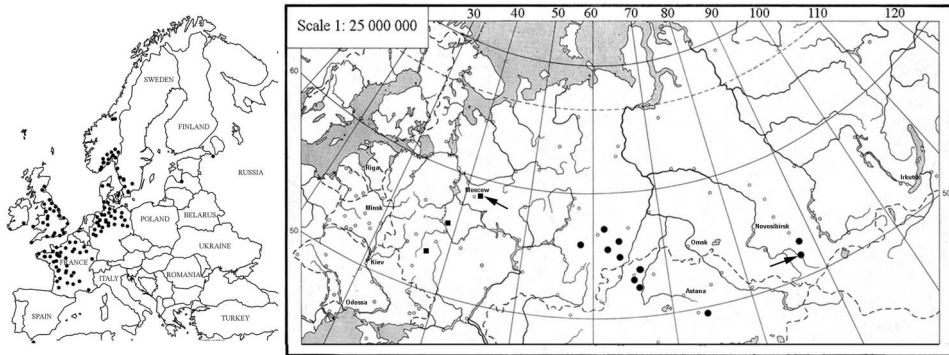 SWEDEN
FINLAND
RUSSIA
POLAND
BELARUS
UKRAINE
FRANCE
ITALY
ROMANIA
SPAIN
TURKEY
Scale 1: 25 000 000
30 40 50 60 70 80 90 100 110 120
60
50
50
Riga
Minsk
Moscow
Kiev
Odessa
Omsk
Novosibirsk
Astana
Irkutsk